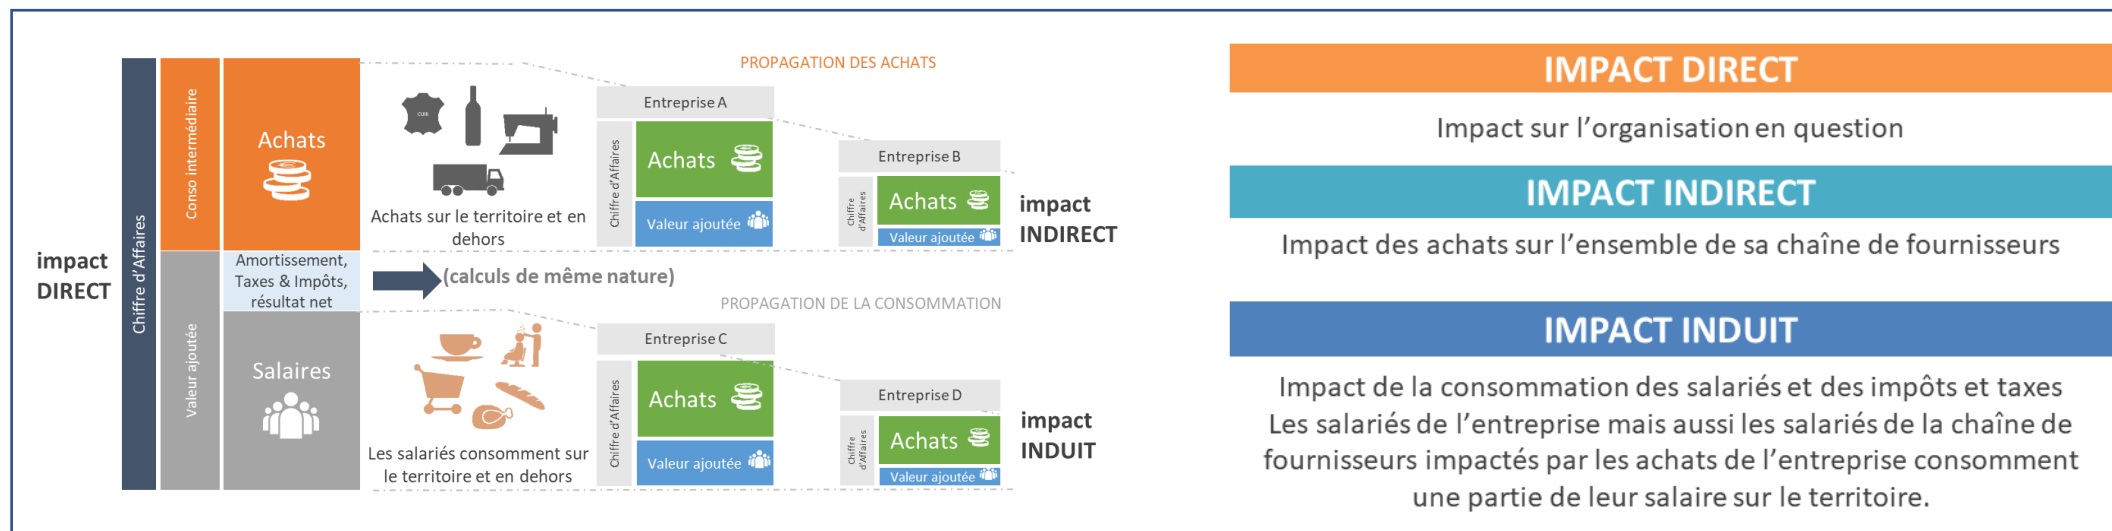 impact
DIRECT
Chiffre d'Affaires
Conso intermédiaire
Valeur ajoutée
Achats
Amortissement,
Taxes & Impôts,
résultat net
Salaires
PROPAGATION DES ACHATS
CUIR
Achats sur le territoire et en
dehors
Entreprise A
Chiffre d'Affaires
Achats
Valeur ajoutée
Entreprise B
Chiffre
d'Affaires
Achats
Valeur ajoutée
impact
INDIRECT
(calculs de même nature)
PROPAGATION DE LA CONSOMMATION
Les salariés consomment sur
le territoire et en dehors
Entreprise C
Chiffre d'Affaires
Achats
Valeur ajoutée
Entreprise D
Chiffre
d'Affaires
Achats
Valeur ajoutée
impact
INDUIT
IMPACT DIRECT
Impact sur l'organisation en question
IMPACT INDIRECT
Impact des achats sur l'ensemble de sa chaîne de fournisseurs
IMPACT INDUIT
Impact de la consommation des salariés et des impôts et taxes
Les salariés de l'entreprise mais aussi les salariés de la chaîne de
fournisseurs impactés par les achats de l'entreprise consomment
une partie de leur salaire sur le territoire.